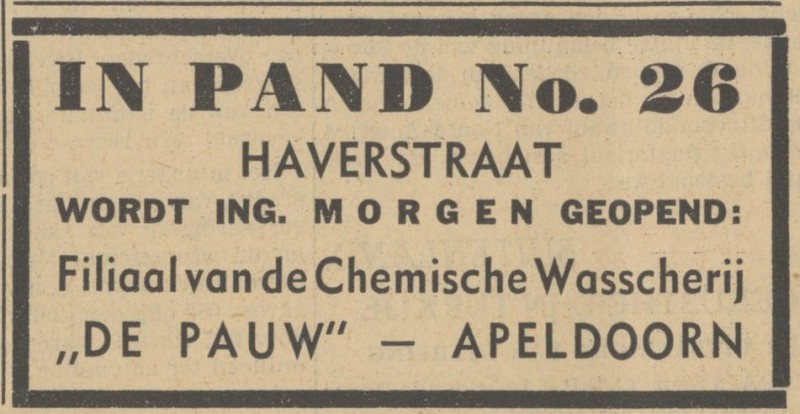 IN PAND No. 26
HAVERSTRAAT
WORDT ING. MORGEN GEOPEND:
Filiaal van de Chemische Wasscherij
„DE PAUW" — APELDOORN